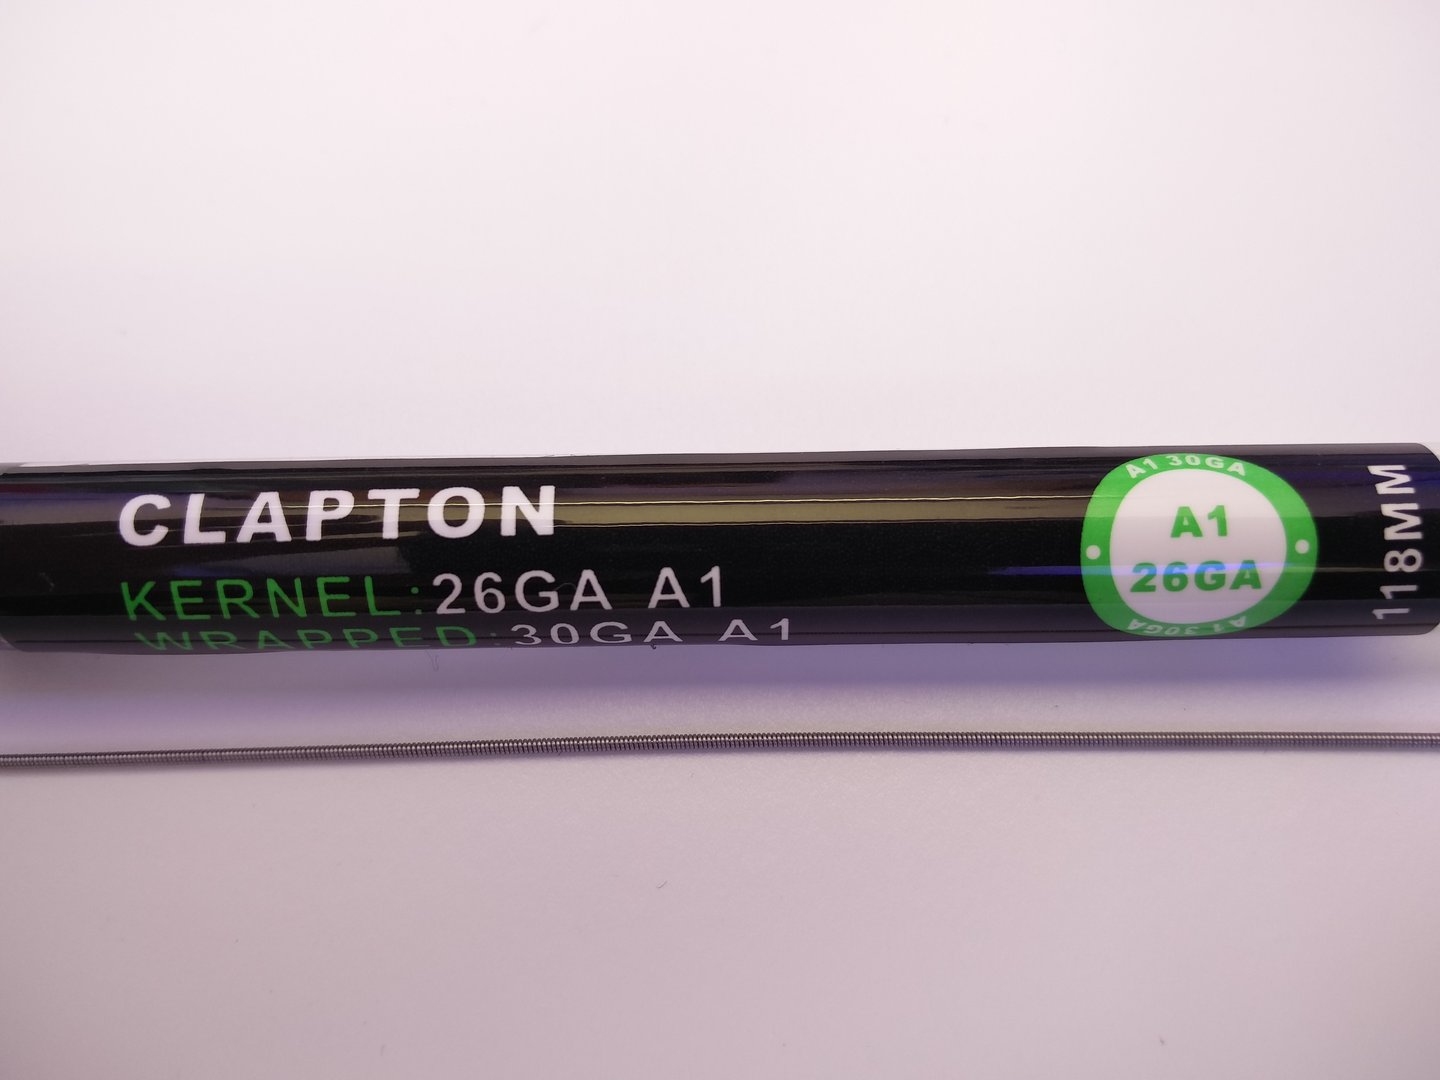 CLAPTON
KERNEL:26GA A1
WRAPPED:30GA A1
A1 30GA
A1
26GA
A1 30GA
118MM